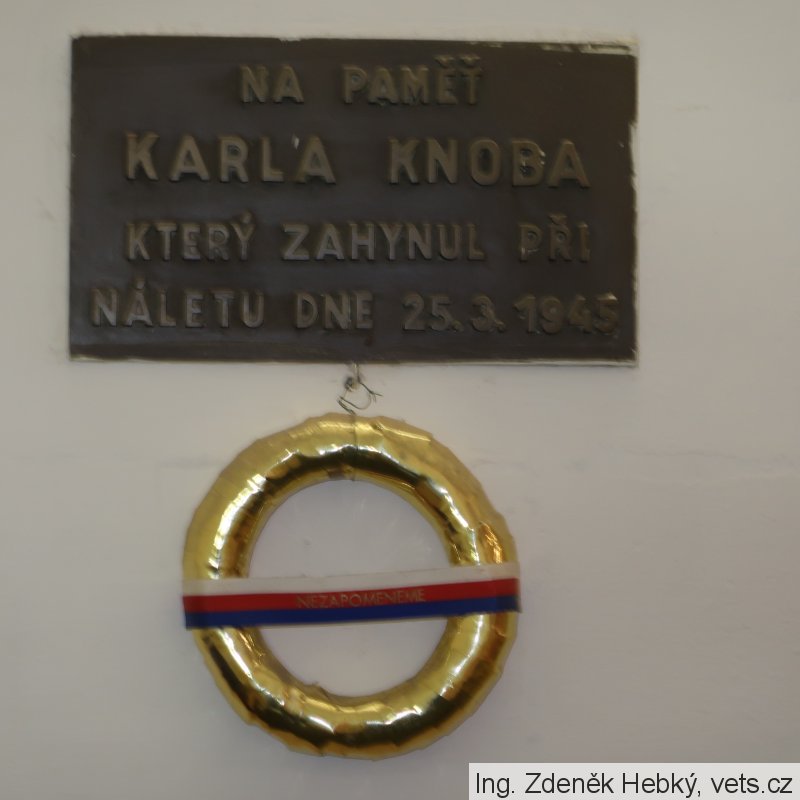 NA PAMĚŤ
KARLA KNOBA
KTERÝ ZAHYNUL PŘI
NÁLETU DNE 25. 3. 1945
NEZAPOMENEME
Ing. Zdeněk Hebký, vets.cz